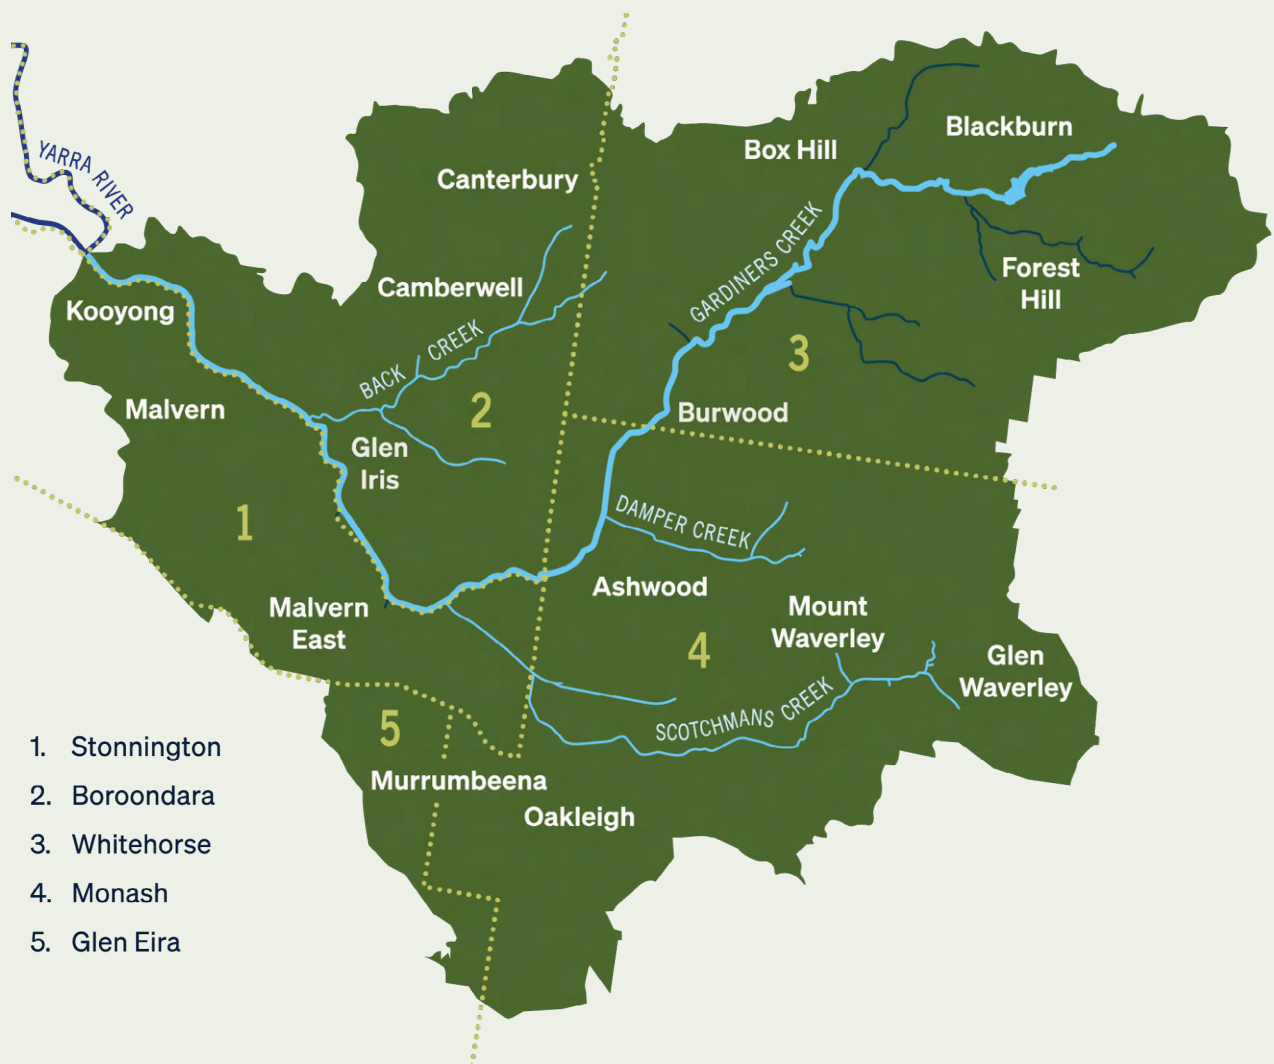 YARRA RIVER
Blackburn
Box Hill
Canterbury
GARDINERS CREEK
Forest
Hill
Camberwell
Kooyong
BACK CREEK
3
2
Malvern
Burwood
Glen
Iris
1
DAMPER CREEK
Ashwood
Malvern
East
Mount
Waverley
4
Glen
Waverley
SCOTCHMANS CREEK
5
Murrumbeena
Oakleigh
1. Stonnington
2. Boroondara
3. Whitehorse
4. Monash
5. Glen Eira